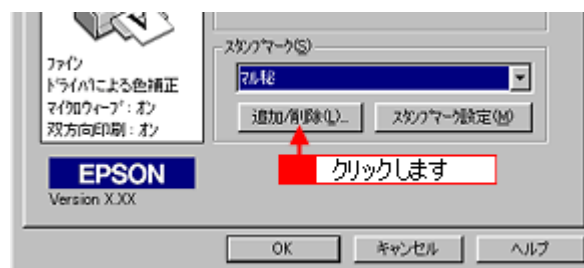 ファイン
ドライバによる色補正
マイクロウィーブ：オン
双方向印刷：オン
EPSON
Version X.XX
スタンプマーク(S)
マル秘
追加/削除(L)...
スタンプマーク設定(M)
クリックします
OK
キャンセル
ヘルプ